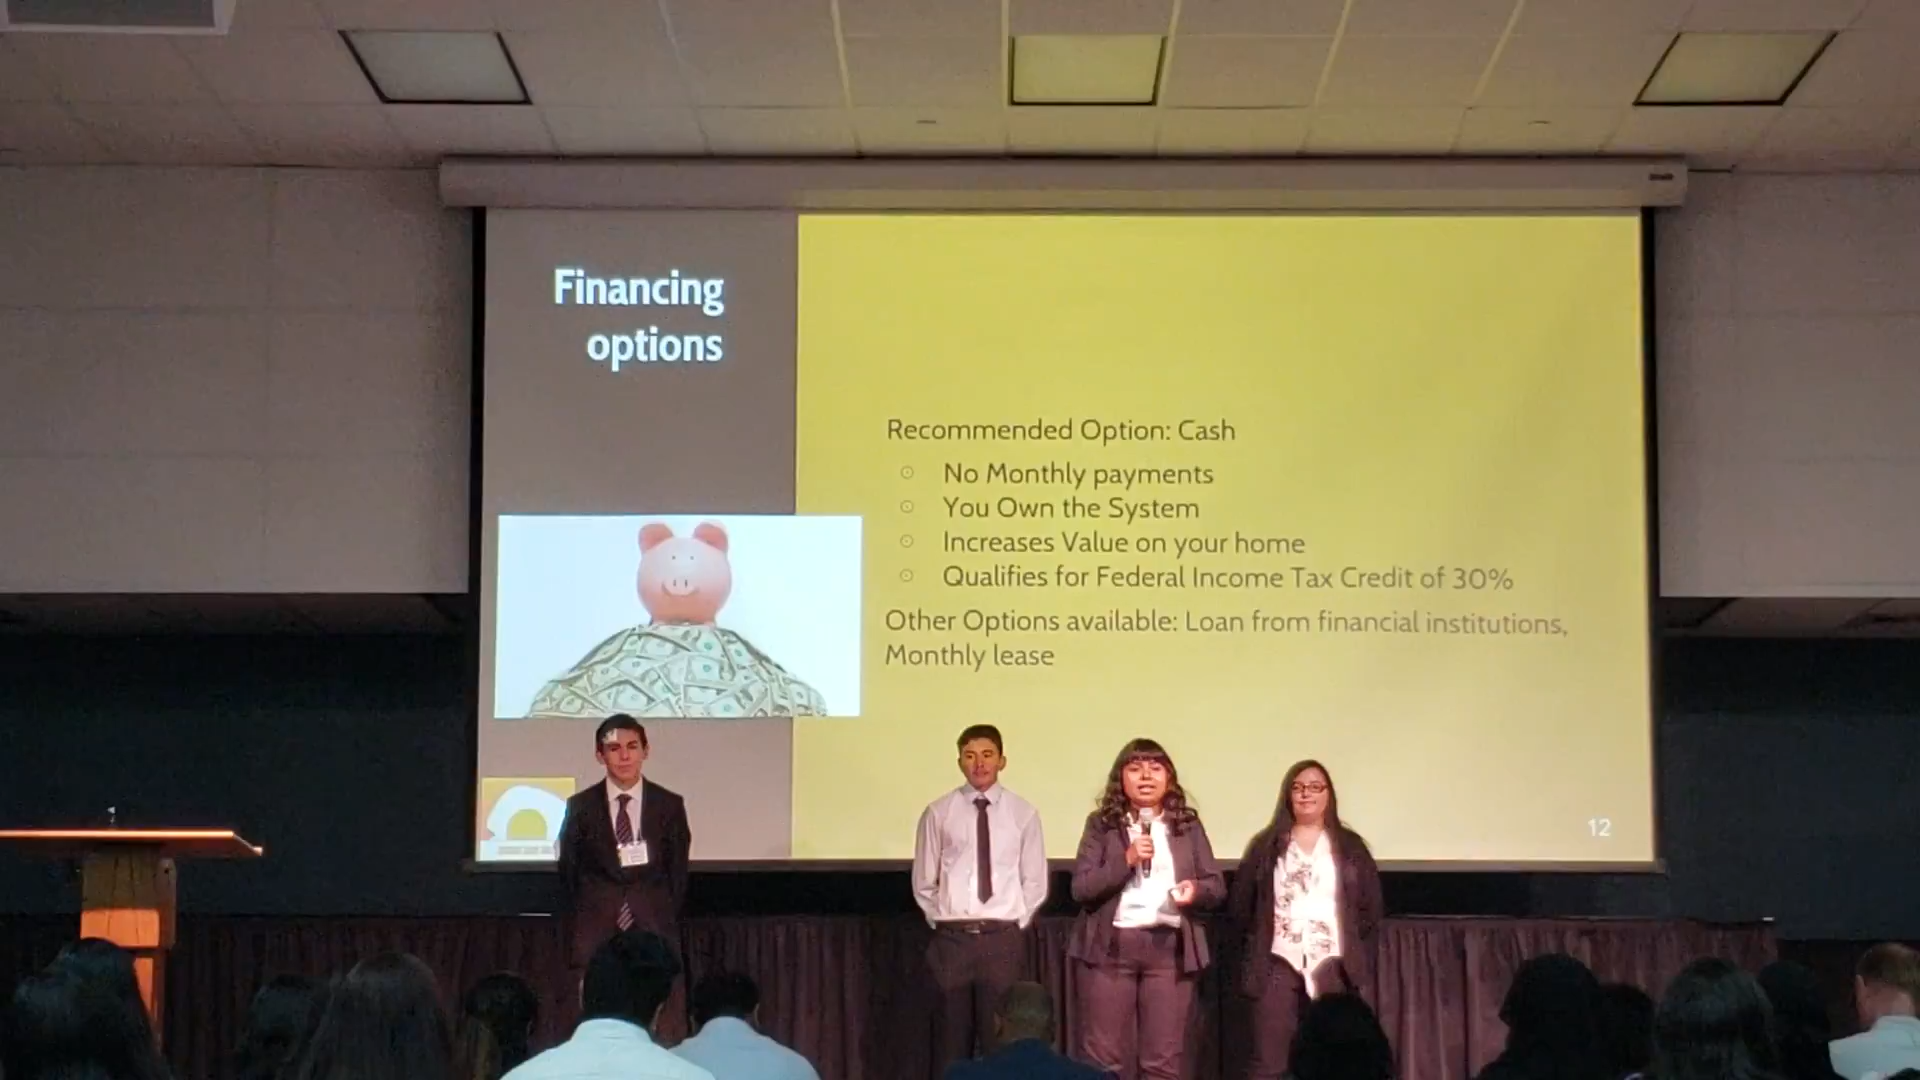 Financing
options
Recommended Option: Cash
No Monthly payments
You Own the System
Increases Value on your home
Qualifies for Federal Income Tax Credit of 30%
Other Options available: Loan from financial institutions,
Monthly lease
12